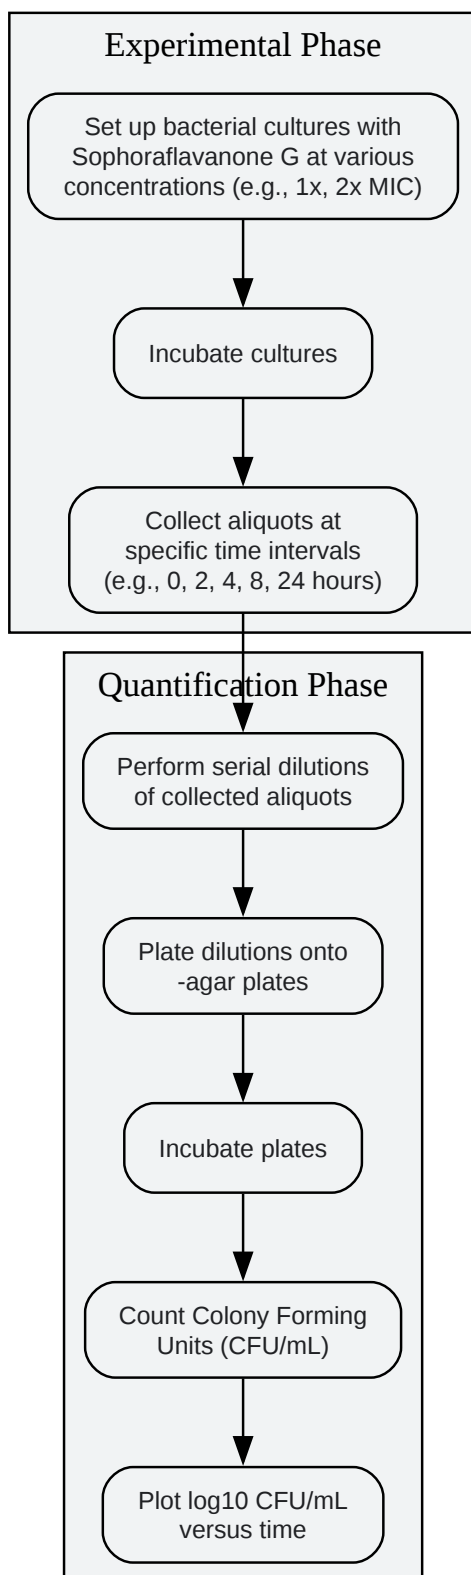 Experimental Phase
Set up bacterial cultures with
Sophoraflavanone G at various
concentrations (e.g., 1x, 2x MIC)
Incubate cultures
Collect aliquots at
specific time intervals
(e.g., 0, 2, 4, 8, 24 hours)
Quantification Phase
Perform serial dilutions
of collected aliquots
Plate dilutions onto
-agar plates
Incubate plates
Count Colony Forming
Units (CFU/mL)
Plot log10 CFU/mL
versus time